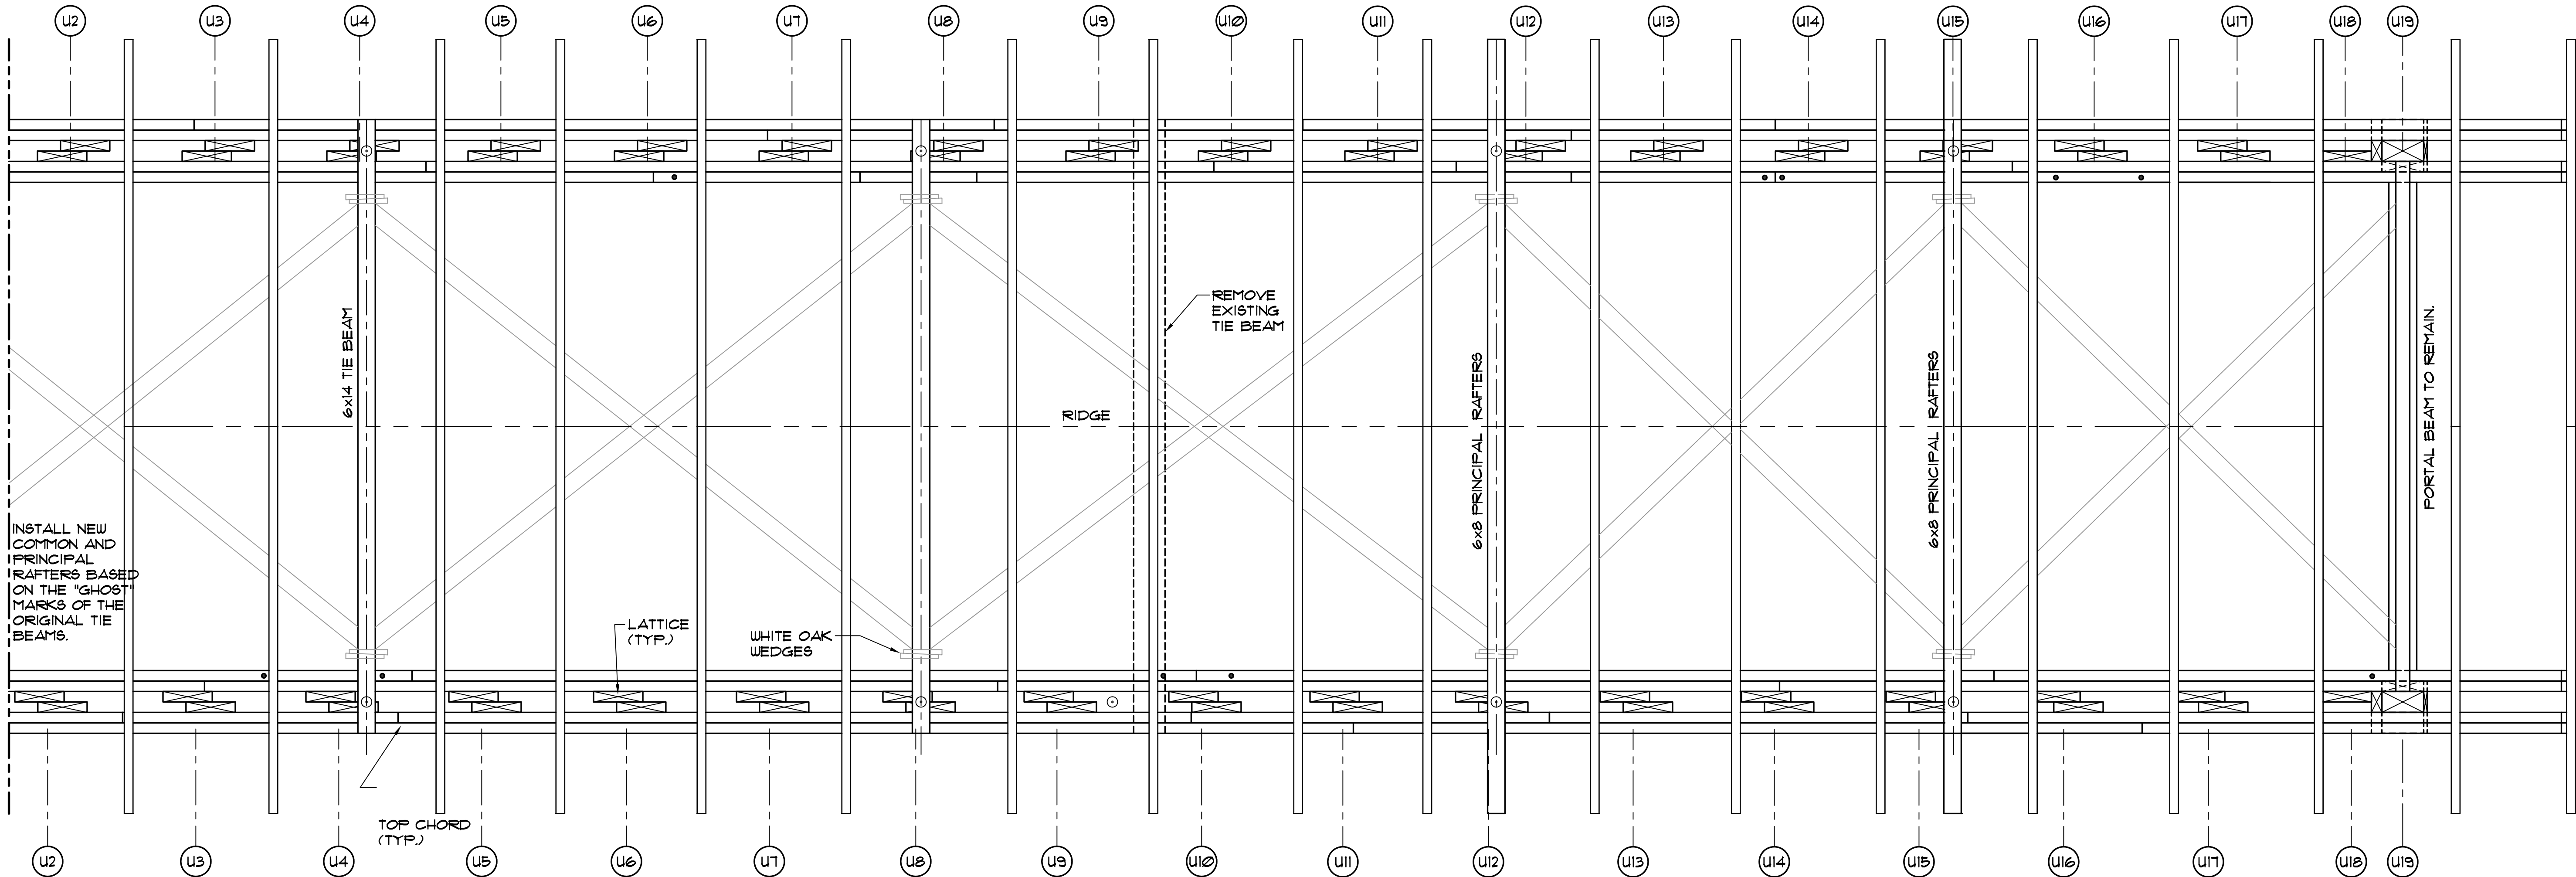 U2 U3 U4 U5 U6 U7 U8 U9 U10 U11 U12 U13 U14 U15 U16 U17 U18 U19
6x14 TIE BEAM
REMOVE
EXISTING
TIE BEAM
RIDGE
6x8 PRINCIPAL RAFTERS
6x8 PRINCIPAL RAFTERS
PORTAL BEAM TO REMAIN.
INSTALL NEW
COMMON AND
PRINCIPAL
RAFTERS BASED
ON THE "GHOST"
MARKS OF THE
ORIGINAL TIE
BEAMS.
LATTICE
(TYP.)
WHITE OAK
WEDGES
TOP CHORD
(TYP.)
U2 U3 U4 U5 U6 U7 U8 U9 U10 U11 U12 U13 U14 U15 U16 U17 U18 U19